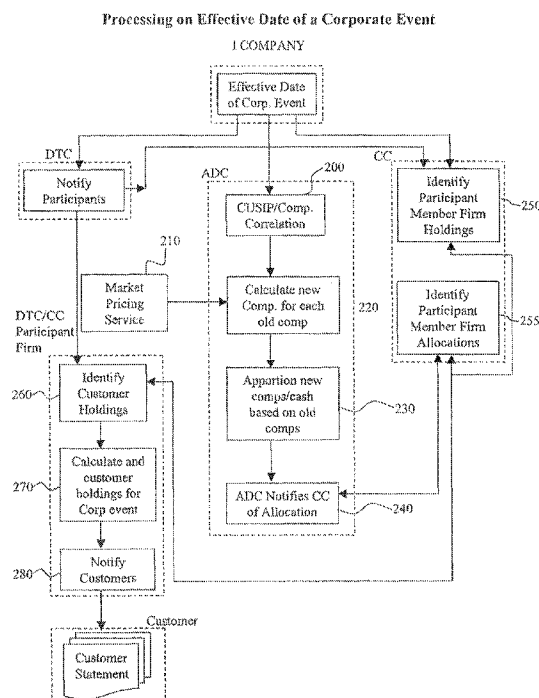 Processing on Effective Date of a Corporate Event
1 COMPANY
Effective Date
of Corp. Event
DTC
Notify
Participants
ADC
200
CUSIP/Comp.
Correlation
CC
Identify
Participant
Member Firm
Holdings
250
210
Market
Pricing
Service
Calculate new
Comp. for each
old comp
220
Identify
Participant
Member Firm
Allocations
255
DTC/CC
Participant
Firm
260
Identify
Customer
Holdings
Apportion new
comps/cash
based on old
comps
230
270
Calculate and
customer
holdings for
Corp event
ADC Notifies CC
of Allocation
240
280
Notify
Customers
Customer
Customer
Statement